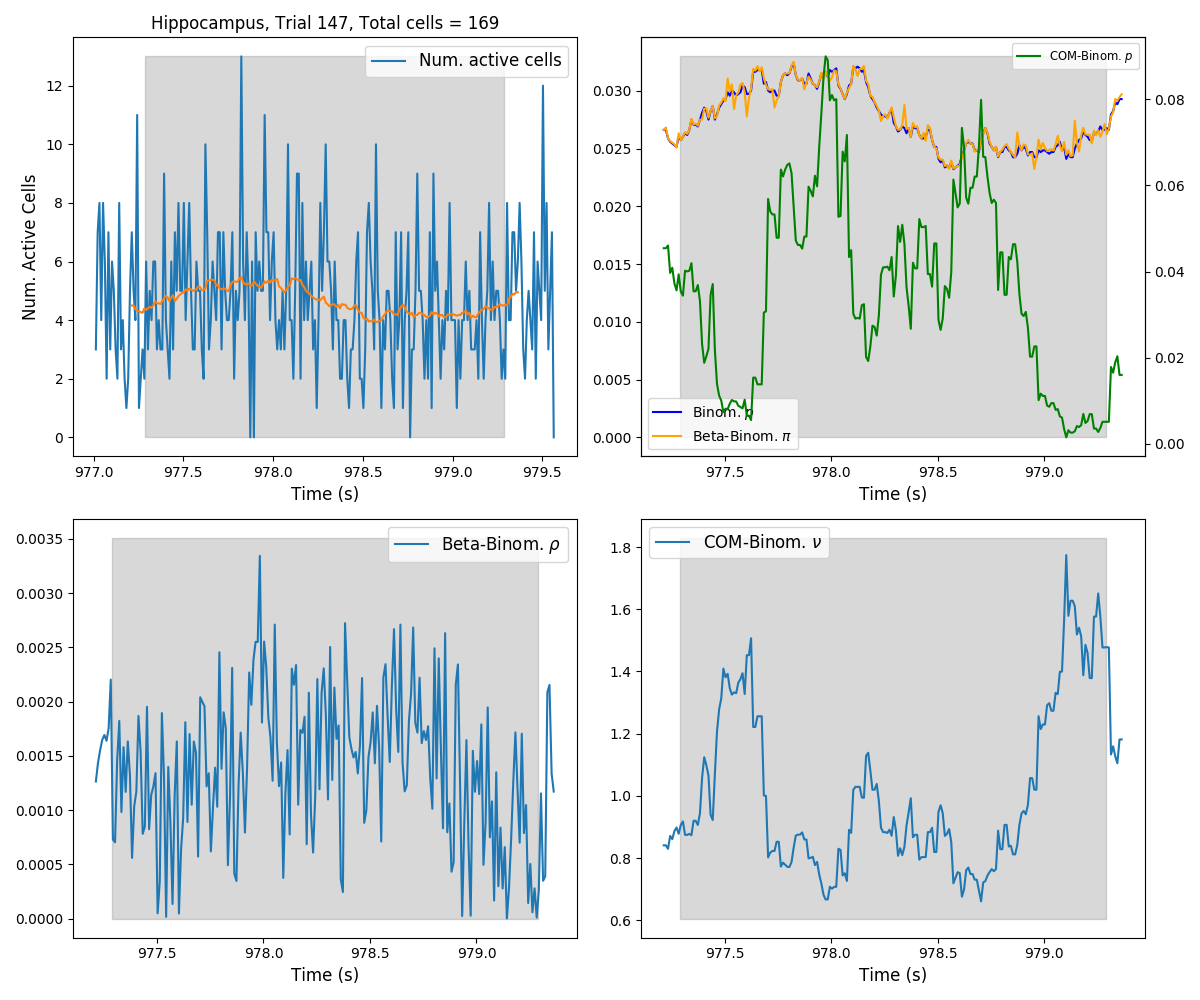 Hippocampus, Trial 147, Total cells = 169
Num. active cells
Num. Active Cells
12
10
8
6
4
2
0
977.0 977.5 978.0 978.5 979.0 979.5
Time (s)
COM-Binom. p
0.030
0.025
0.020
0.015
0.010
0.005
0.000
0.08
0.06
0.04
0.02
0.00
Binom. p
Beta-Binom. π
977.5 978.0 978.5 979.0
Time (s)
Beta-Binom. ρ
0.0035
0.0030
0.0025
0.0020
0.0015
0.0010
0.0005
0.0000
977.5 978.0 978.5 979.0
Time (s)
COM-Binom. ν
1.8
1.6
1.4
1.2
1.0
0.8
0.6
977.5 978.0 978.5 979.0
Time (s)